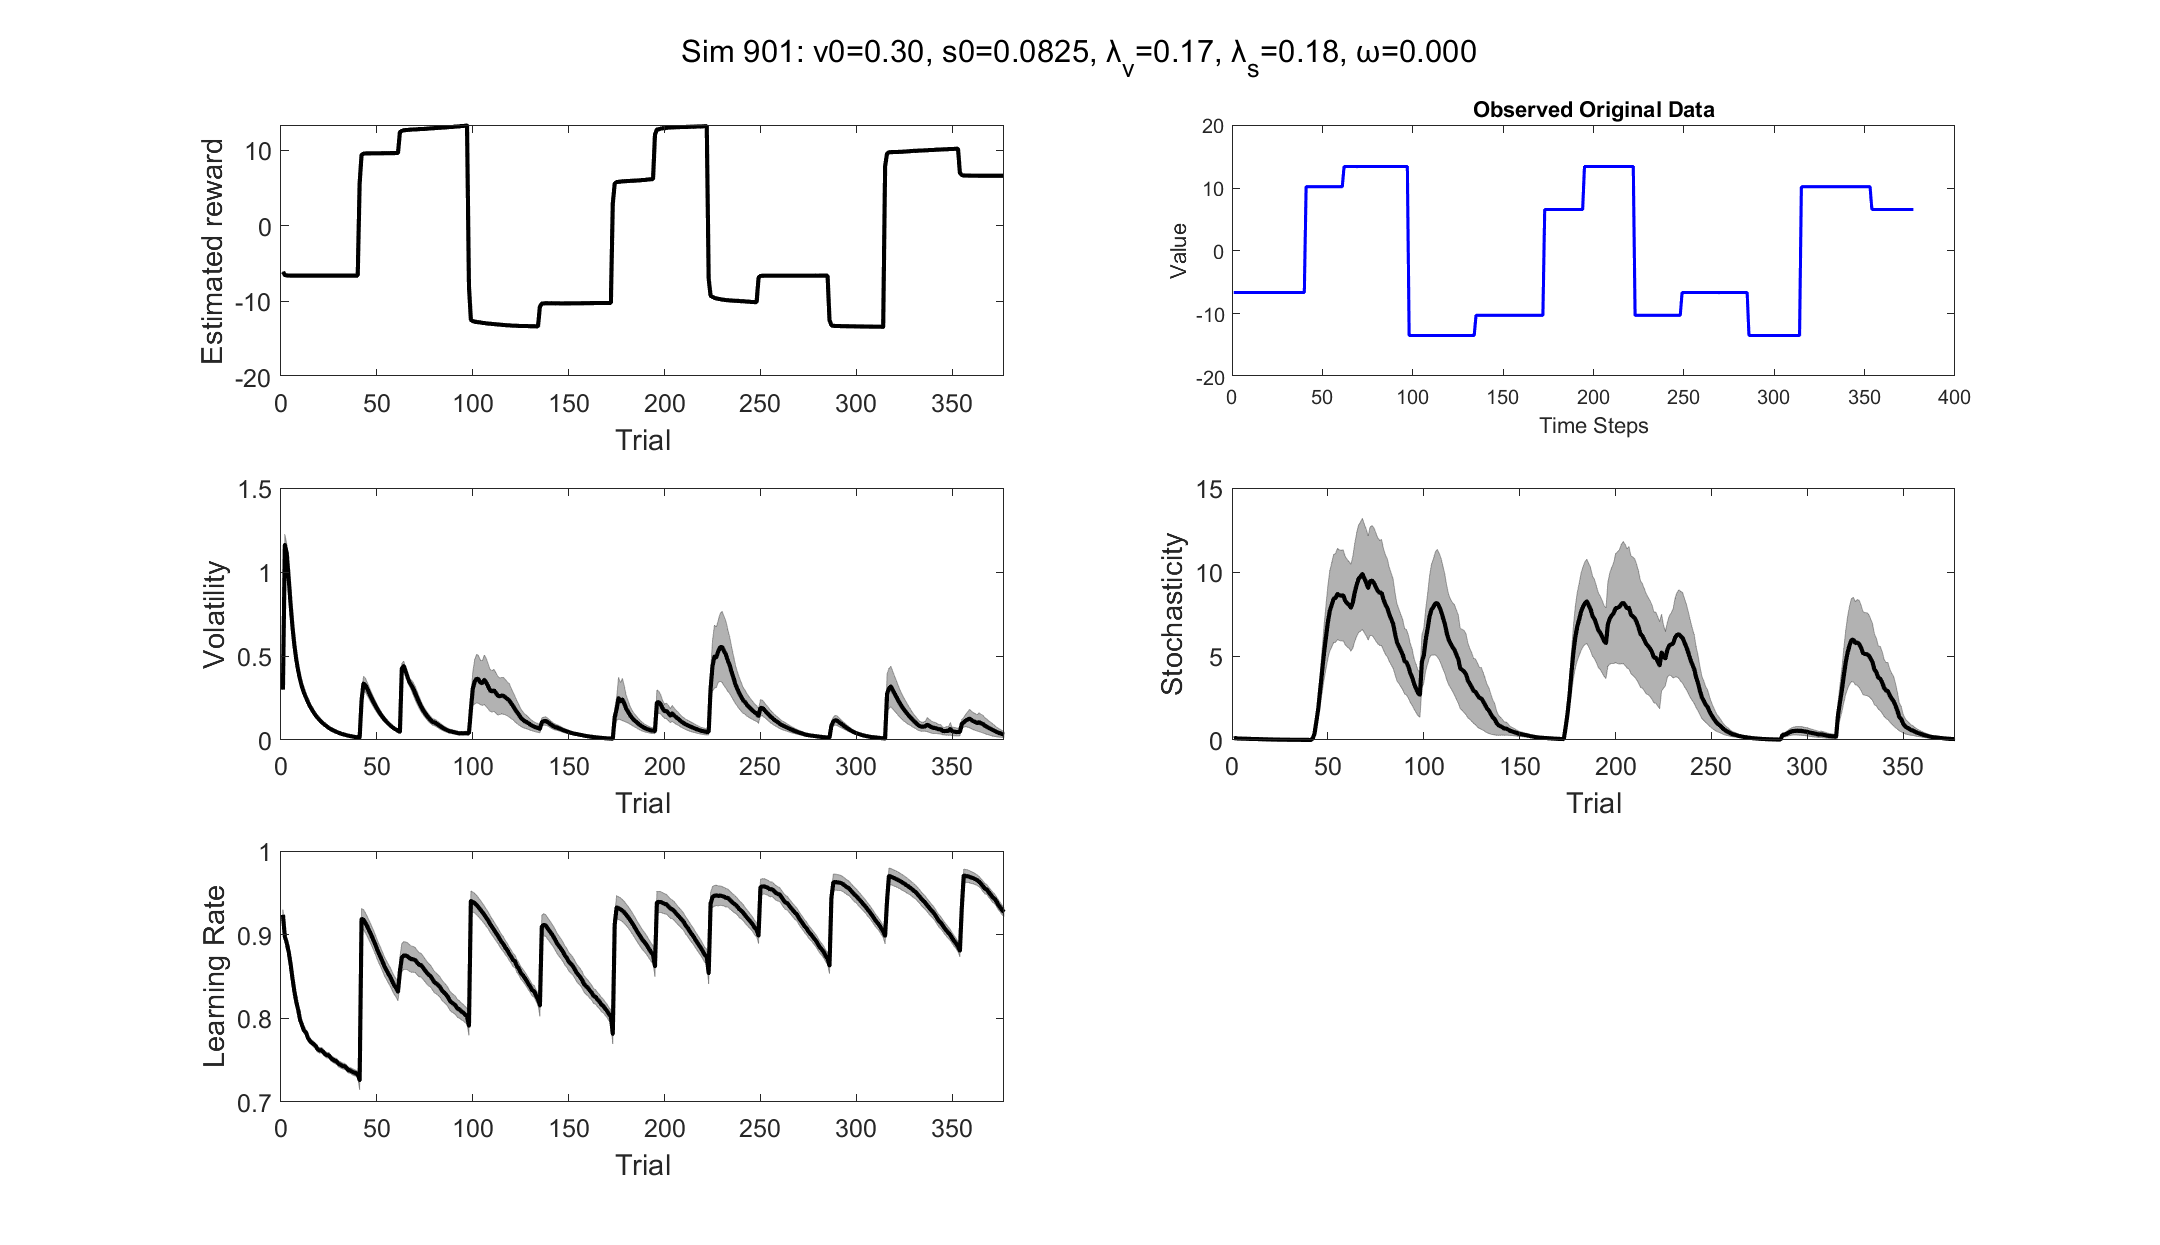 Sim 901: v0=0.30, s0=0.0825, λv=0.17, λs=0.18, ω=0.000
Estimated reward
10
0
-10
-20
0 50 100 150 200 250 300 350
Trial
Observed Original Data
Value
20
10
0
-10
-20
0 50 100 150 200 250 300 350 400
Time Steps
Volatility
1.5
1
0.5
0
0 50 100 150 200 250 300 350
Trial
Stochasticity
15
10
5
0
0 50 100 150 200 250 300 350
Trial
Learning Rate
1
0.9
0.8
0.7
0 50 100 150 200 250 300 350
Trial